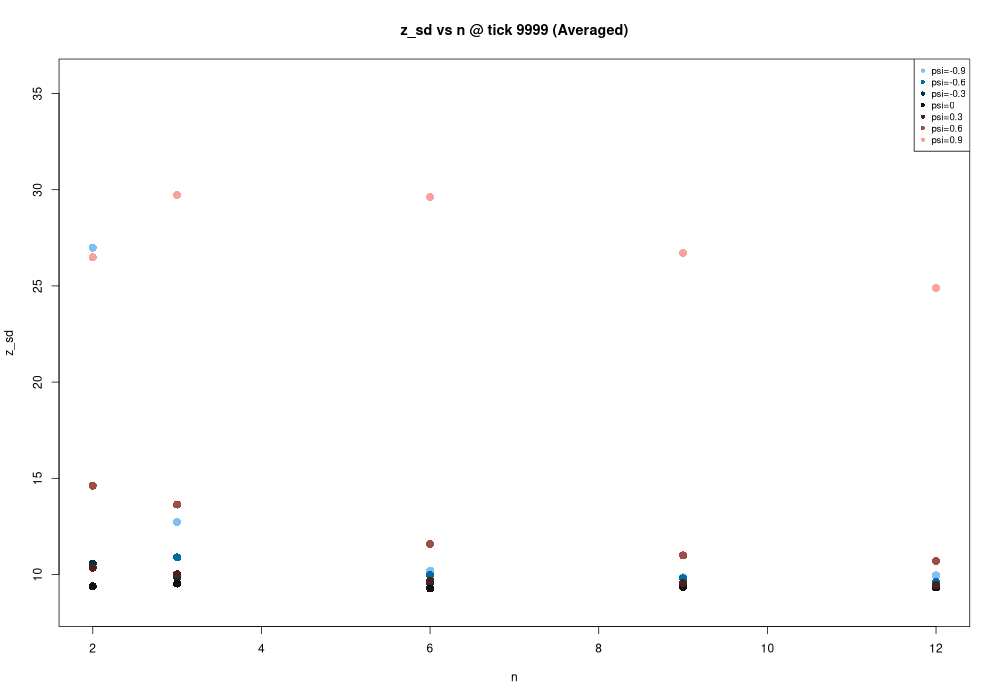 z_sd vs n @ tick 9999 (Averaged)
psi=-0.9
psi=-0.6
psi=-0.3
psi=0
psi=0.3
psi=0.6
psi=0.9
35
30
25
20
15
10
z_sd
2 4 6 8 10 12
n